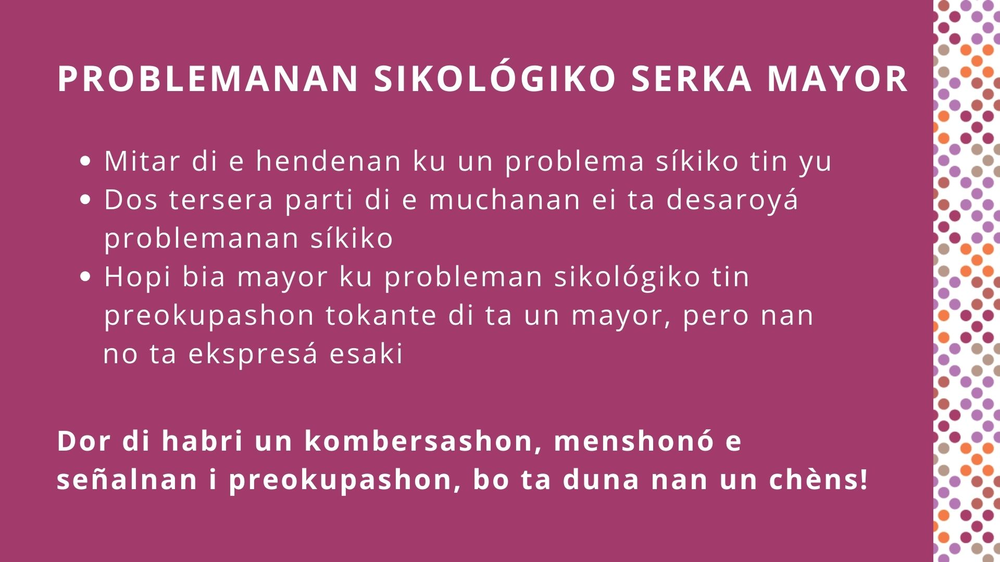 PROBLEMANAN SIKOLÓGIKO SERKA MAYOR
• Mitar di e hendenan ku un problema síkiko tin yu
• Dos tersera parti di e muchanan ei ta desaroyá
problemanan síkiko
• Hopi bia mayor ku probleman sikológiko tin
preokupashon tokante di ta un mayor, pero nan
no ta ekspresá esaki
Dor di habri un kombersashon, menshonó e
señalnan i preokupashon, bo ta duna nan un chèns!